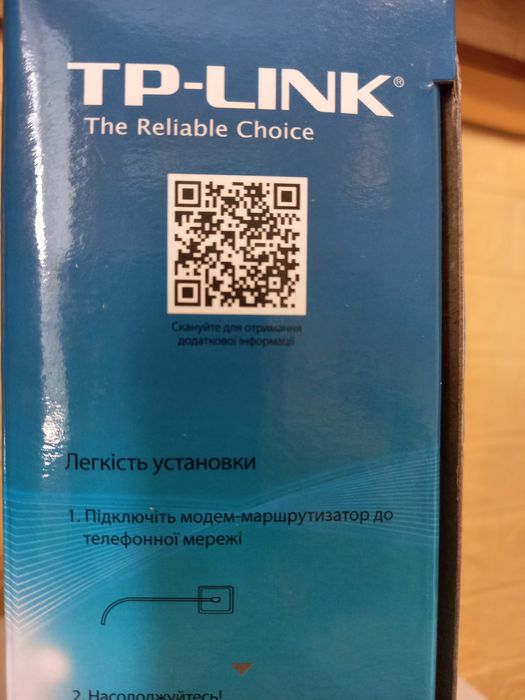 TP-LINK®
The Reliable Choice
Скануйте для отримання
додаткової інформації
Легкість установки
1. Підключіть модем-маршрутизатор до
телефонної мережі
2. Насолоджуйтесь!